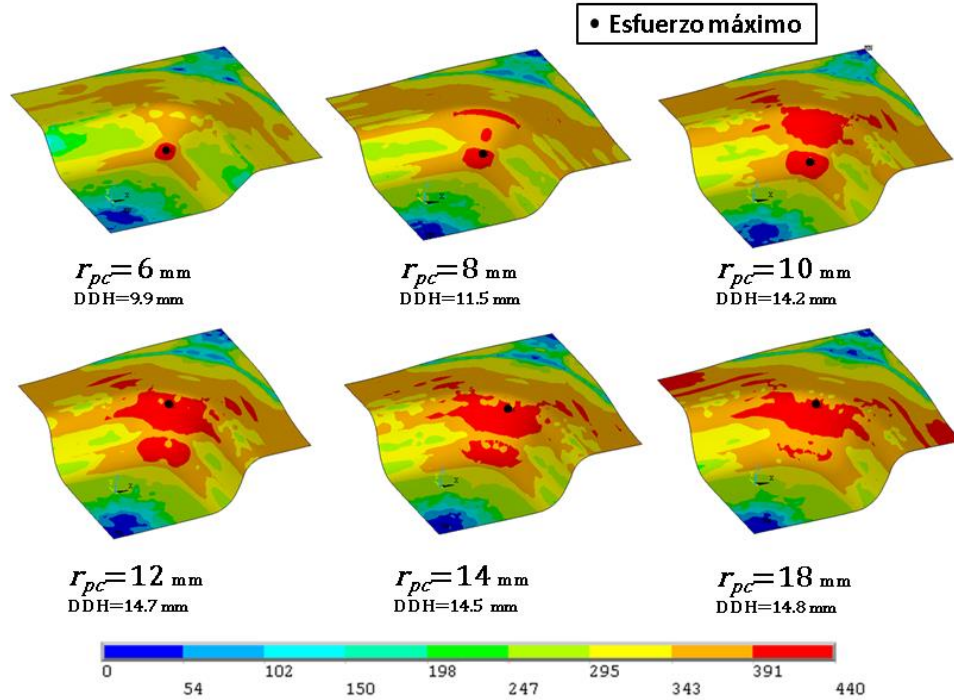 • Esfuerzo máximo
r_pc=6 mm
DDH=9.9 mm
r_pc=8 mm
DDH=11.5 mm
r_pc=10 mm
DDH=14.2 mm
r_pc=12 mm
DDH=14.7 mm
r_pc=14 mm
DDH=14.5 mm
r_pc=18 mm
DDH=14.8 mm
0 102 198 295 391
54 150 247 343 440